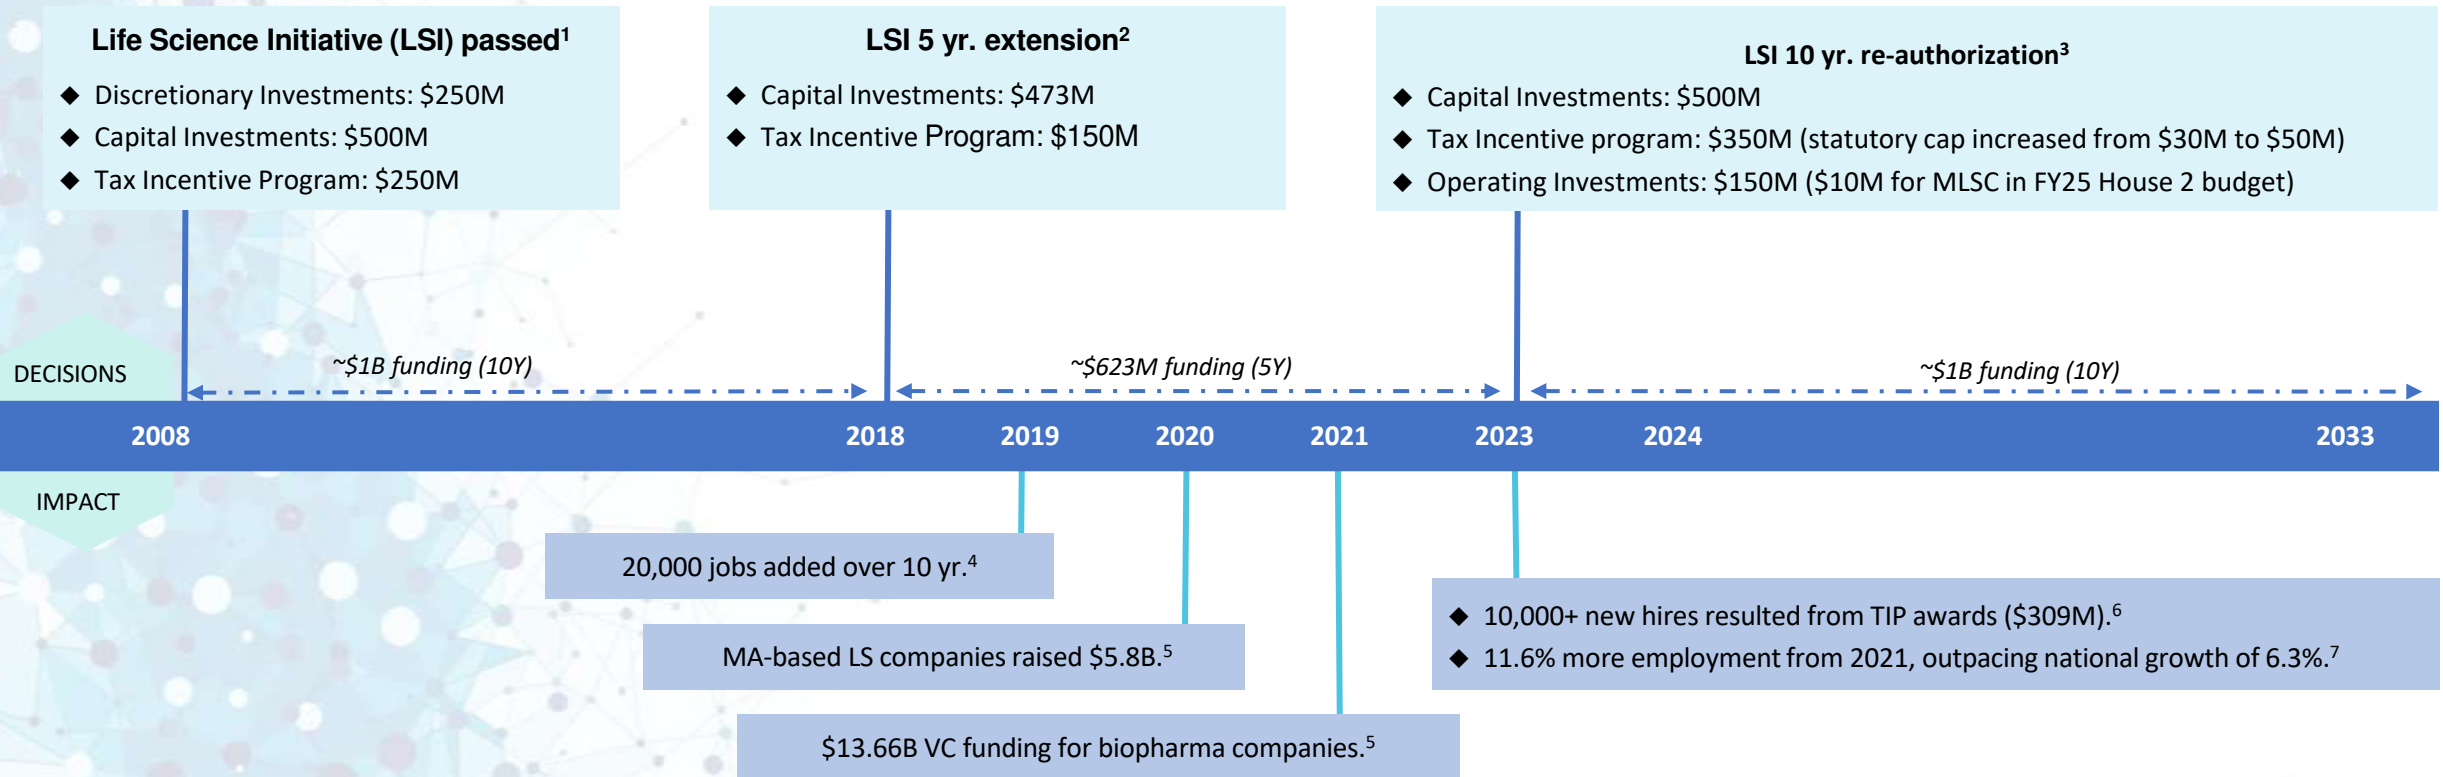 Life Science Initiative (LSI) passed1
◆ Discretionary Investments: $250M
◆ Capital Investments: $500M
◆ Tax Incentive Program: $250M
LSI 5 yr. extension2
◆ Capital Investments: $473M
◆ Tax Incentive Program: $150M
LSI 10 yr. re-authorization3
◆ Capital Investments: $500M
◆ Tax Incentive program: $350M (statutory cap increased from $30M to $50M)
◆ Operating Investments: $150M ($10M for MLSC in FY25 House 2 budget)
DECISIONS
~$1B funding (10Y)
~$623M funding (5Y)
~$1B funding (10Y)
2008 2018 2019 2020 2021 2023 2024 2033
IMPACT
20,000 jobs added over 10 yr.4
MA-based LS companies raised $5.8B.5
$13.66B VC funding for biopharma companies.5
◆ 10,000+ new hires resulted from TIP awards ($309M).6
◆ 11.6% more employment from 2021, outpacing national growth of 6.3%.7